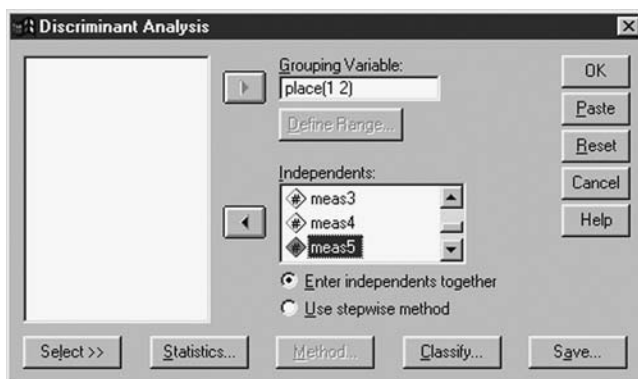 Discriminant Analysis
Grouping Variable:
place(1 2)
Define Range...
Independents:
meas3
meas4
meas5
Enter independents together
Use stepwise method
OK
Paste
Reset
Cancel
Help
Select >>
Statistics...
Method...
Classify...
Save...